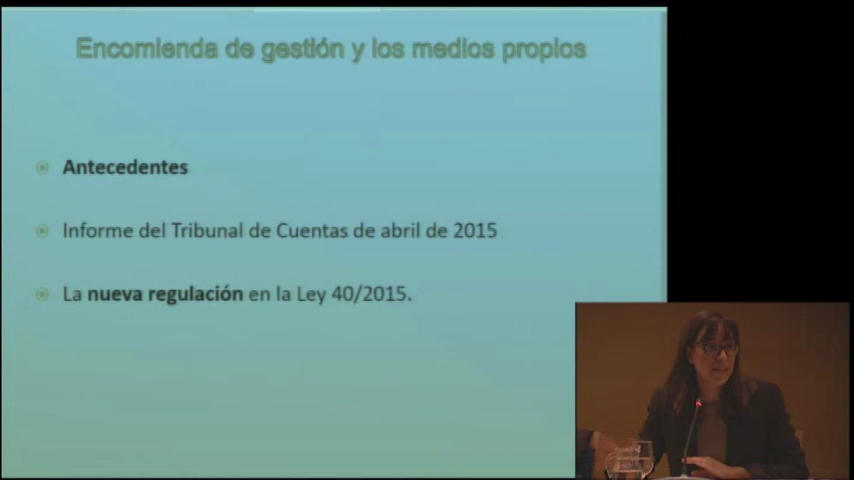 Encomienda de gestión y los medios propios
Antecedentes
Informe del Tribunal de Cuentas de abril de 2015
La nueva regulación en la Ley 40/2015.